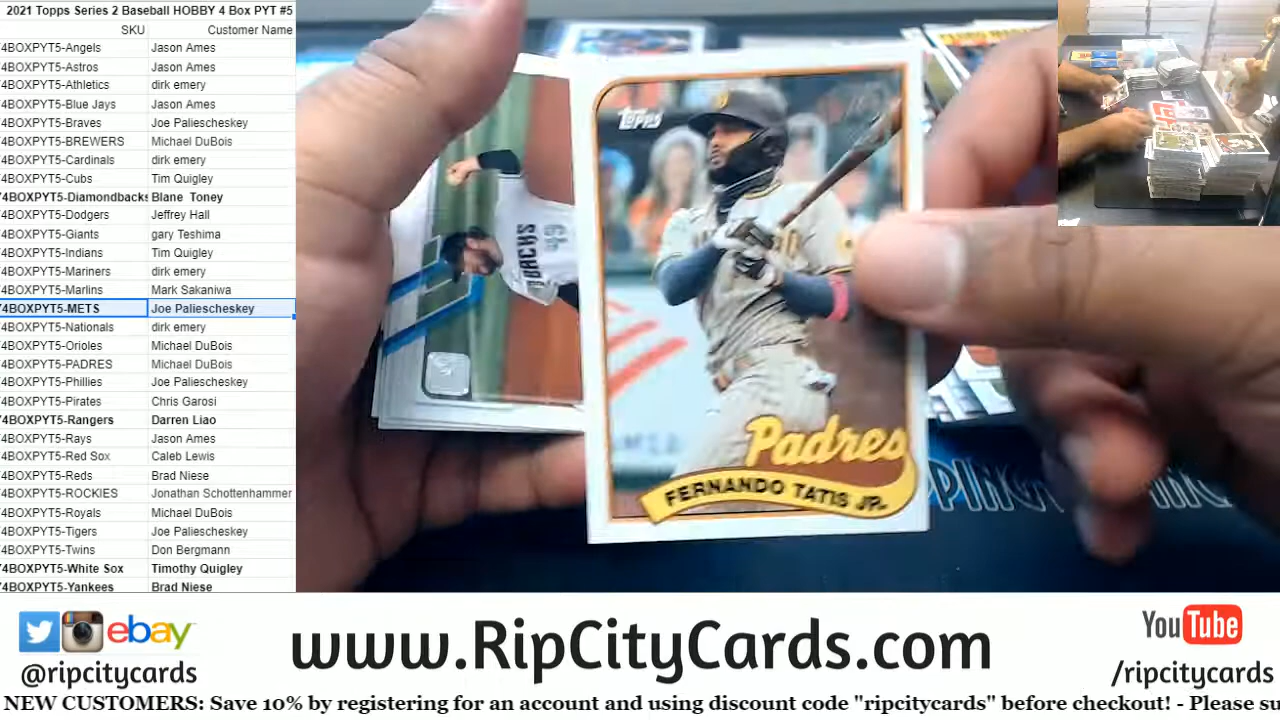 2021 Topps Series 2 Baseball HOBBY 4 Box PYT #5
SKU Customer Name
4BOXPYT5-Angels Jason Ames
4BOXPYT5-Astros Jason Ames
4BOXPYT5-Athletics dirk emery
4BOXPYT5-Blue Jays Jason Ames
4BOXPYT5-Braves Joe Paliescheskey
4BOXPYT5-BREWERS Michael DuBois
4BOXPYT5-Cardinals dirk emery
4BOXPYT5-Cubs Tim Quigley
4BOXPYT5-Diamondbacks Blane Toney
4BOXPYT5-Dodgers Jeffrey Hall
4BOXPYT5-Giants gary Teshima
4BOXPYT5-Indians Tim Quigley
4BOXPYT5-Mariners dirk emery
4BOXPYT5-Marlins Mark Sakaniwa
4BOXPYT5-METS Joe Paliescheskey
4BOXPYT5-Nationals dirk emery
4BOXPYT5-Orioles Michael DuBois
4BOXPYT5-PADRES Michael DuBois
4BOXPYT5-Phillies Joe Paliescheskey
4BOXPYT5-Pirates Chris Garosi
4BOXPYT5-Rangers Darren Liao
4BOXPYT5-Rays Jason Ames
4BOXPYT5-Red Sox Caleb Lewis
4BOXPYT5-Reds Brad Niese
4BOXPYT5-ROCKIES Jonathan Schottenhammer
4BOXPYT5-Royals Michael DuBois
4BOXPYT5-Tigers Joe Paliescheskey
4BOXPYT5-Twins Don Bergmann
4BOXPYT5-White Sox Timothy Quigley
4BOXPYT5-Yankees Brad Niese
TOPPS
Padres
FERNANDO TATIS JR.
ebay
@ripcitycards
www.RipCityCards.com
You Tube
/ripcitycards
NEW CUSTOMERS: Save 10% by registering for an account and using discount code "ripcitycards" before checkout! - Please su